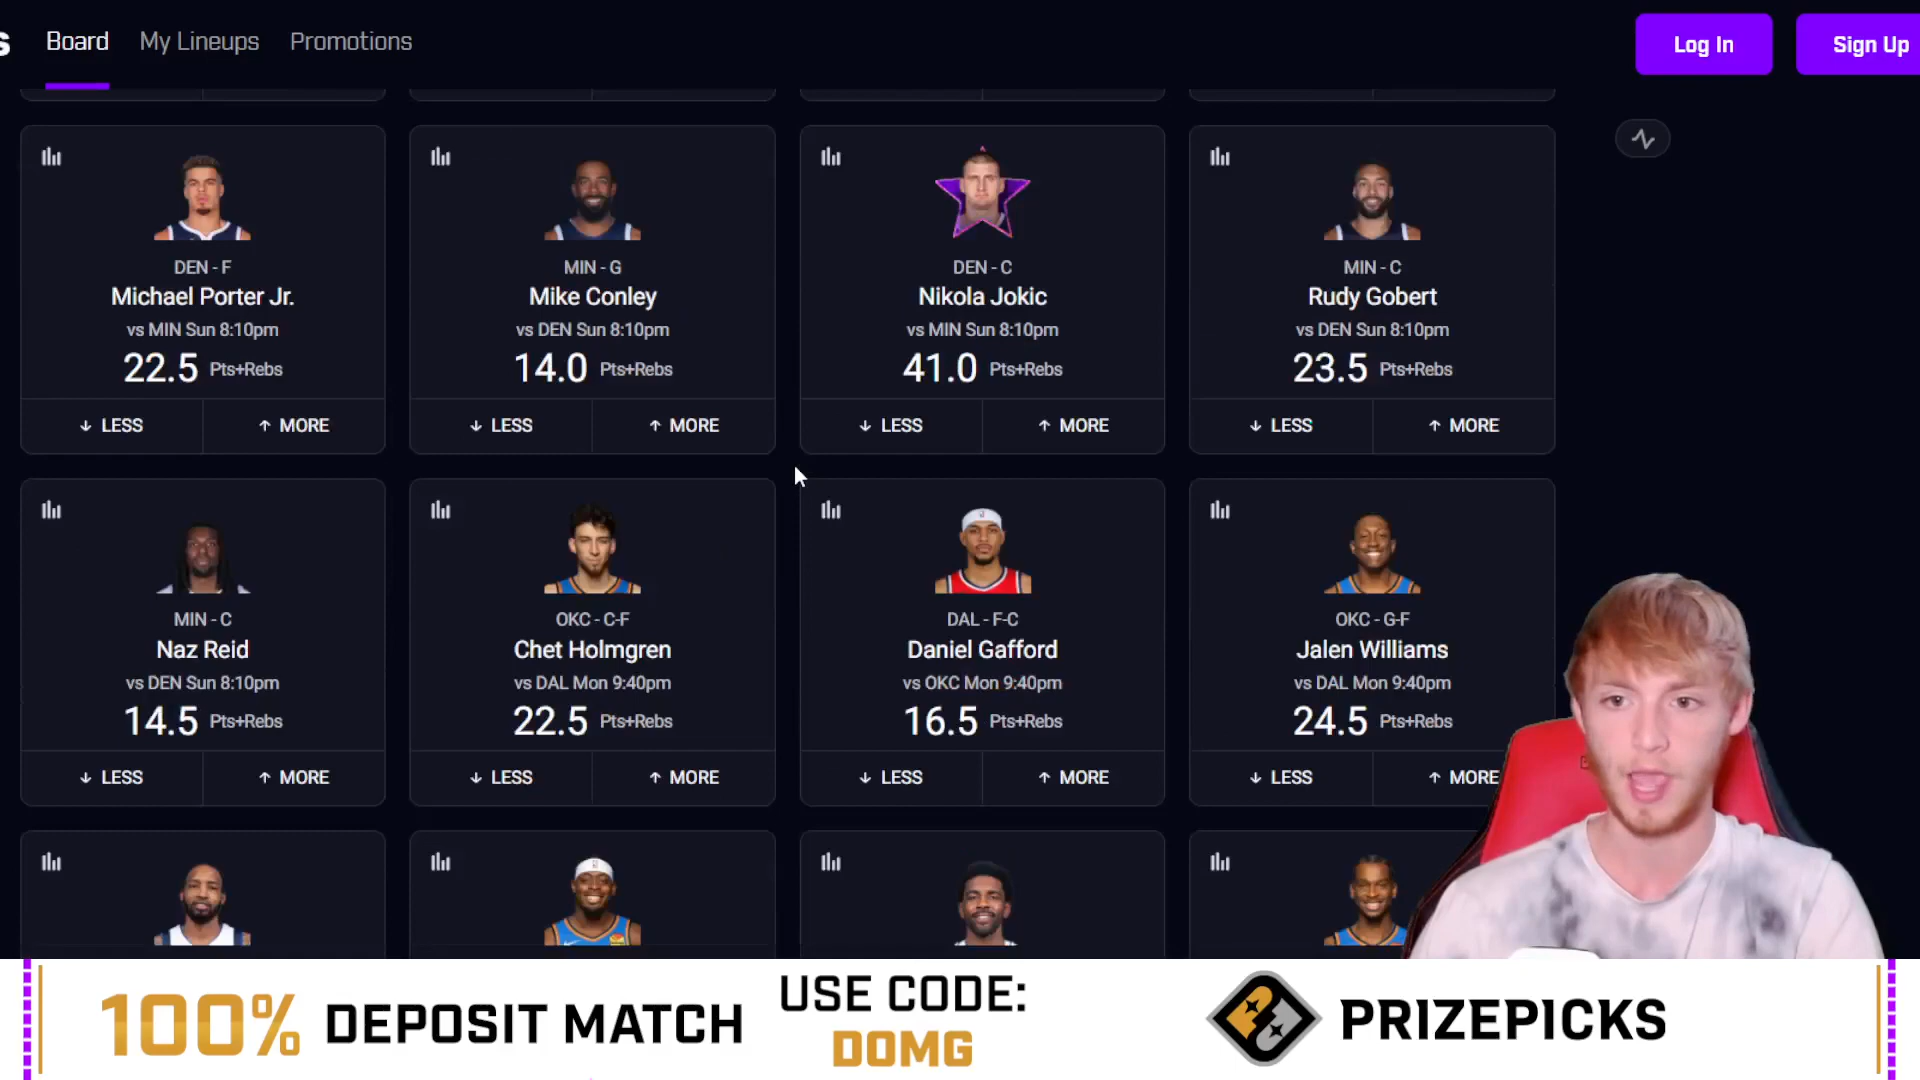 s Board My Lineups Promotions Log In Sign Up
DEN - F
Michael Porter Jr.
vs MIN Sun 8:10pm
22.5 Pts+Rebs
↓ LESS ↑ MORE
MIN - G
Mike Conley
vs DEN Sun 8:10pm
14.0 Pts+Rebs
↓ LESS ↑ MORE
DEN - C
Nikola Jokic
vs MIN Sun 8:10pm
41.0 Pts+Rebs
↓ LESS ↑ MORE
MIN - C
Rudy Gobert
vs DEN Sun 8:10pm
23.5 Pts+Rebs
↓ LESS ↑ MORE
MIN - C
Naz Reid
vs DEN Sun 8:10pm
14.5 Pts+Rebs
↓ LESS ↑ MORE
OKC - C-F
Chet Holmgren
vs DAL Mon 9:40pm
22.5 Pts+Rebs
↓ LESS ↑ MORE
DAL - F-C
Daniel Gafford
vs OKC Mon 9:40pm
16.5 Pts+Rebs
↓ LESS ↑ MORE
OKC - G-F
Jalen Williams
vs DAL Mon 9:40pm
24.5 Pts+Rebs
↓ LESS ↑ MORE
100% DEPOSIT MATCH
USE CODE:
DOMG
PRIZEPICKS